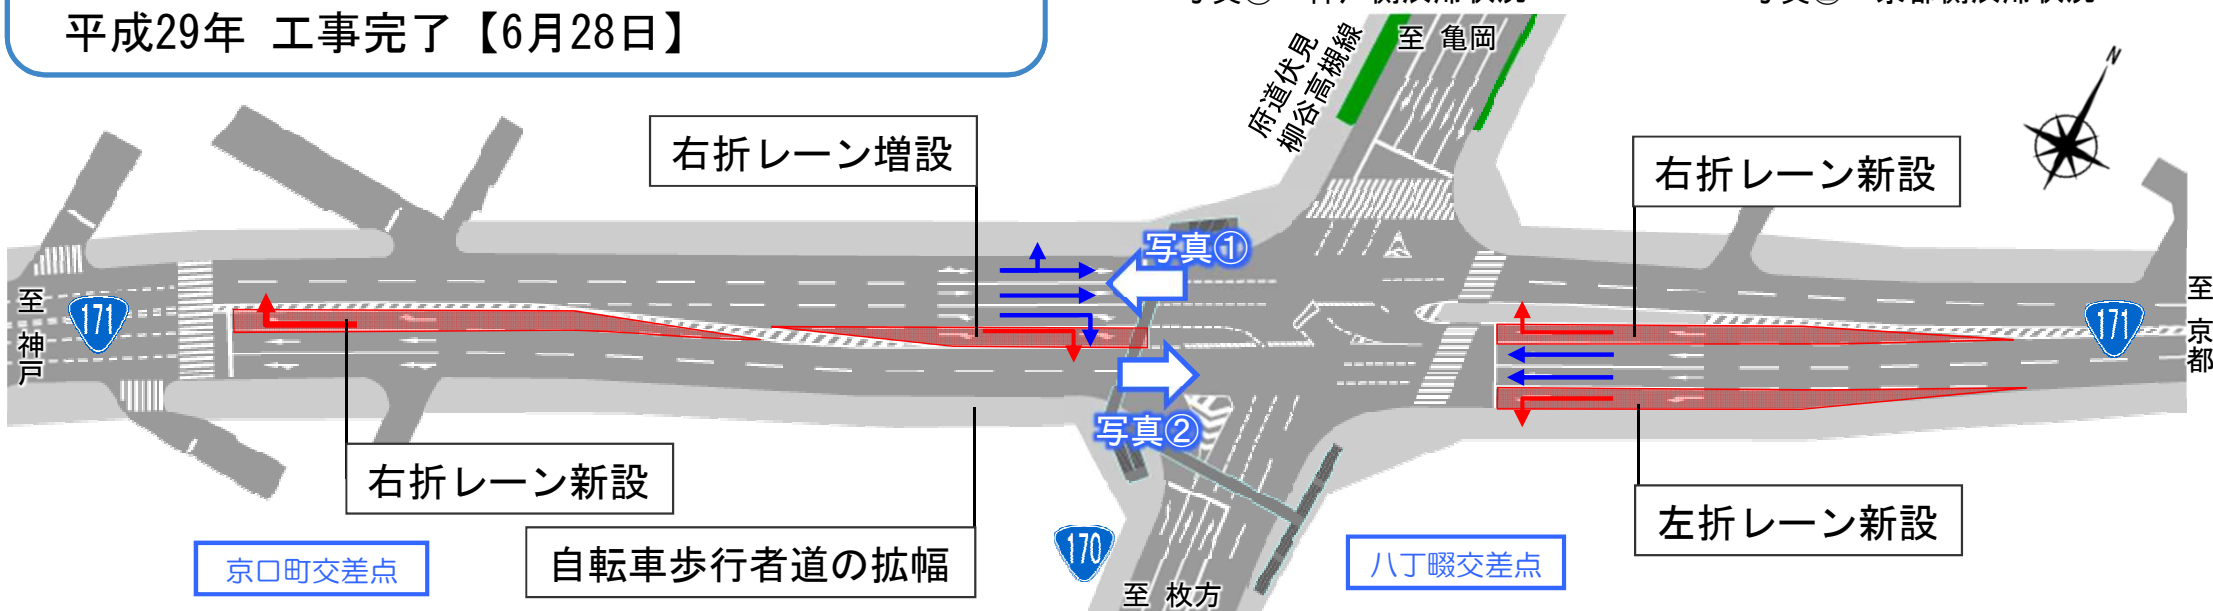 平成29年 工事完了【6月28日】
至 亀岡
府道伏見
柳谷高槻線
N
右折レーン増設
右折レーン新設
写真①
至 神戸
171
171
至 京都
写真②
右折レーン新設
左折レーン新設
自転車歩行者道の拡幅
170
京口町交差点
八丁畷交差点
至 枚方